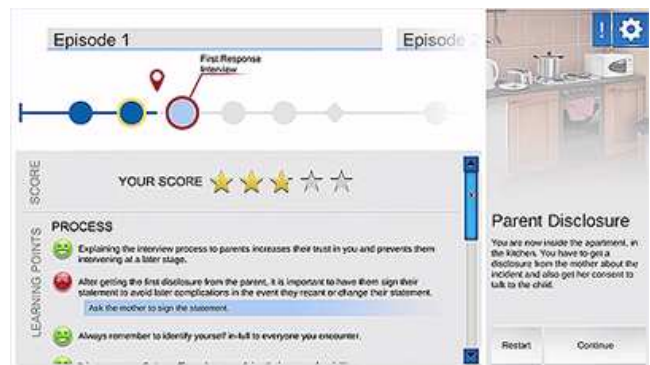 Episode 1
Episode
First Response
Interview
!
SCORE
YOUR SCORE
LEARNING POINTS
PROCESS
Explaining the interview process to parents increases their trust in you and prevents them
intervening at a later stage.
After getting the first disclosure from the parent, it is important to have them sign their
statement to avoid later complications in the event they recant or change their statement.
Ask the mother to sign the statement.
Always remember to identify yourself in-full to everyone you encounter.
Parent Disclosure
You are now inside the apartment, in
the kitchen. You have to get a
disclosure from the mother about the
incident and also get her consent to
talk to the child.
Restart
Continue